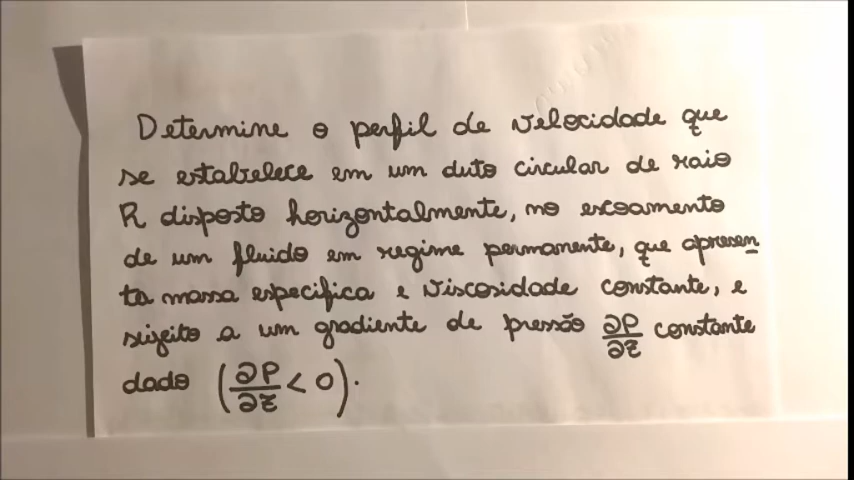 Determine o perfil de velocidade que
se estabelece em um duto circular de raio
R disposto horizontalmente, no escoamento
de um fluido em regime permanente, que apresen
ta massa especifica e viscosidade constante, e
sujeito a um gradiente de pressão ∂P/∂z constante
dado (∂P/∂z < 0).